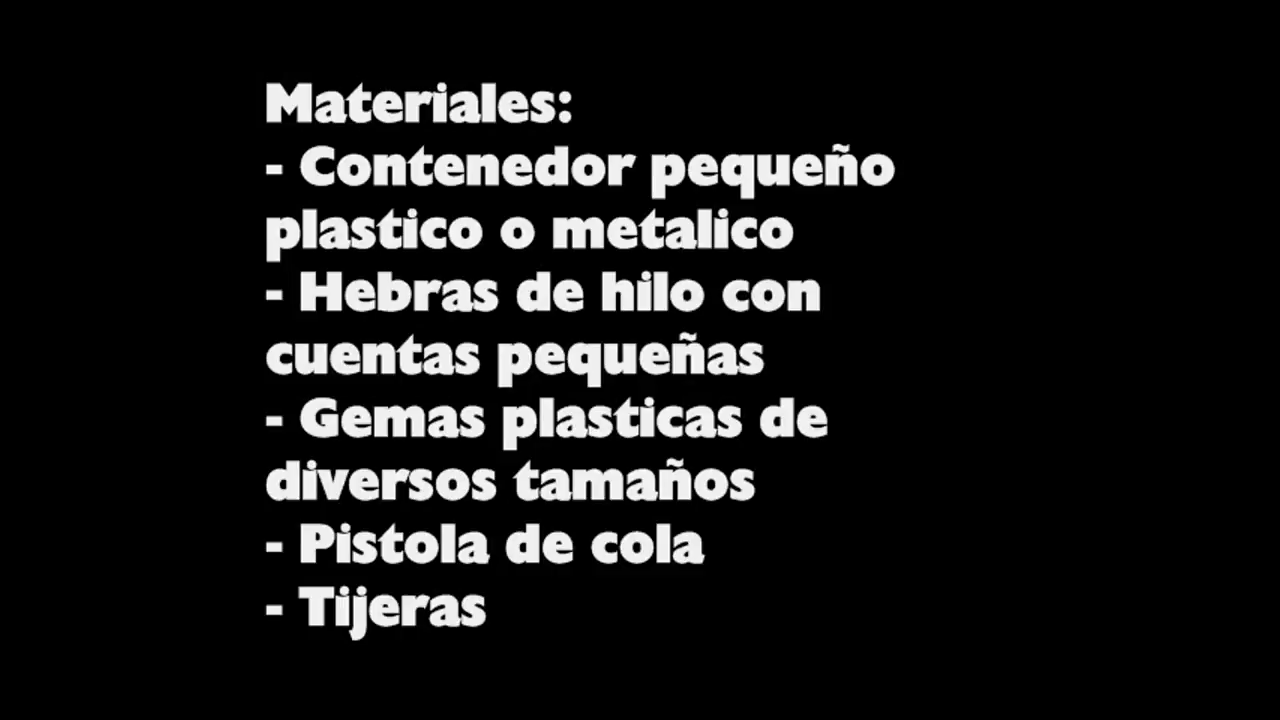 Materiales:
- Contenedor pequeño
plastico o metalico
- Hebras de hilo con
cuentas pequeñas
- Gemas plasticas de
diversos tamaños
- Pistola de cola
- Tijeras